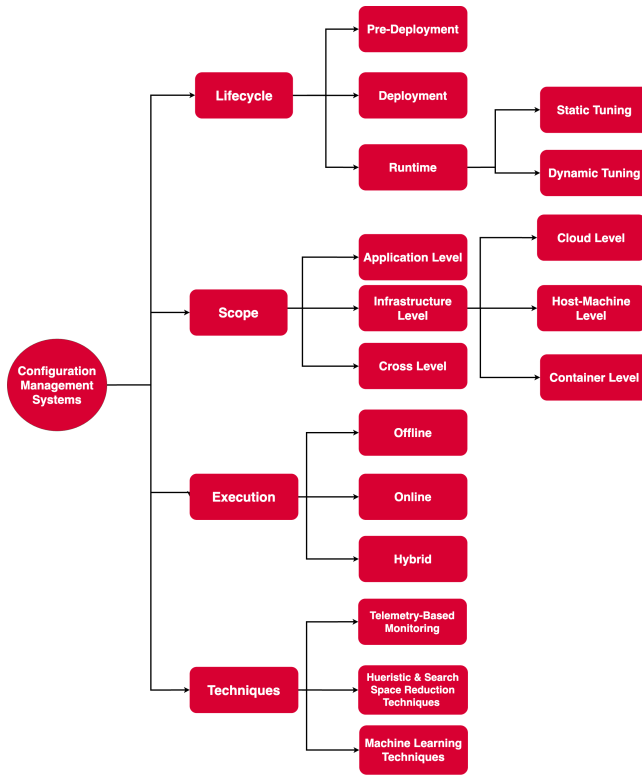 Configuration
Management
Systems
Lifecycle
Pre-Deployment
Deployment
Runtime
Static Tuning
Dynamic Tuning
Scope
Application Level
Infrastructure
Level
Cross Level
Cloud Level
Host-Machine
Level
Container Level
Execution
Offline
Online
Hybrid
Techniques
Telemetry-Based
Monitoring
Hueristic & Search
Space Reduction
Techniques
Machine Learning
Techniques